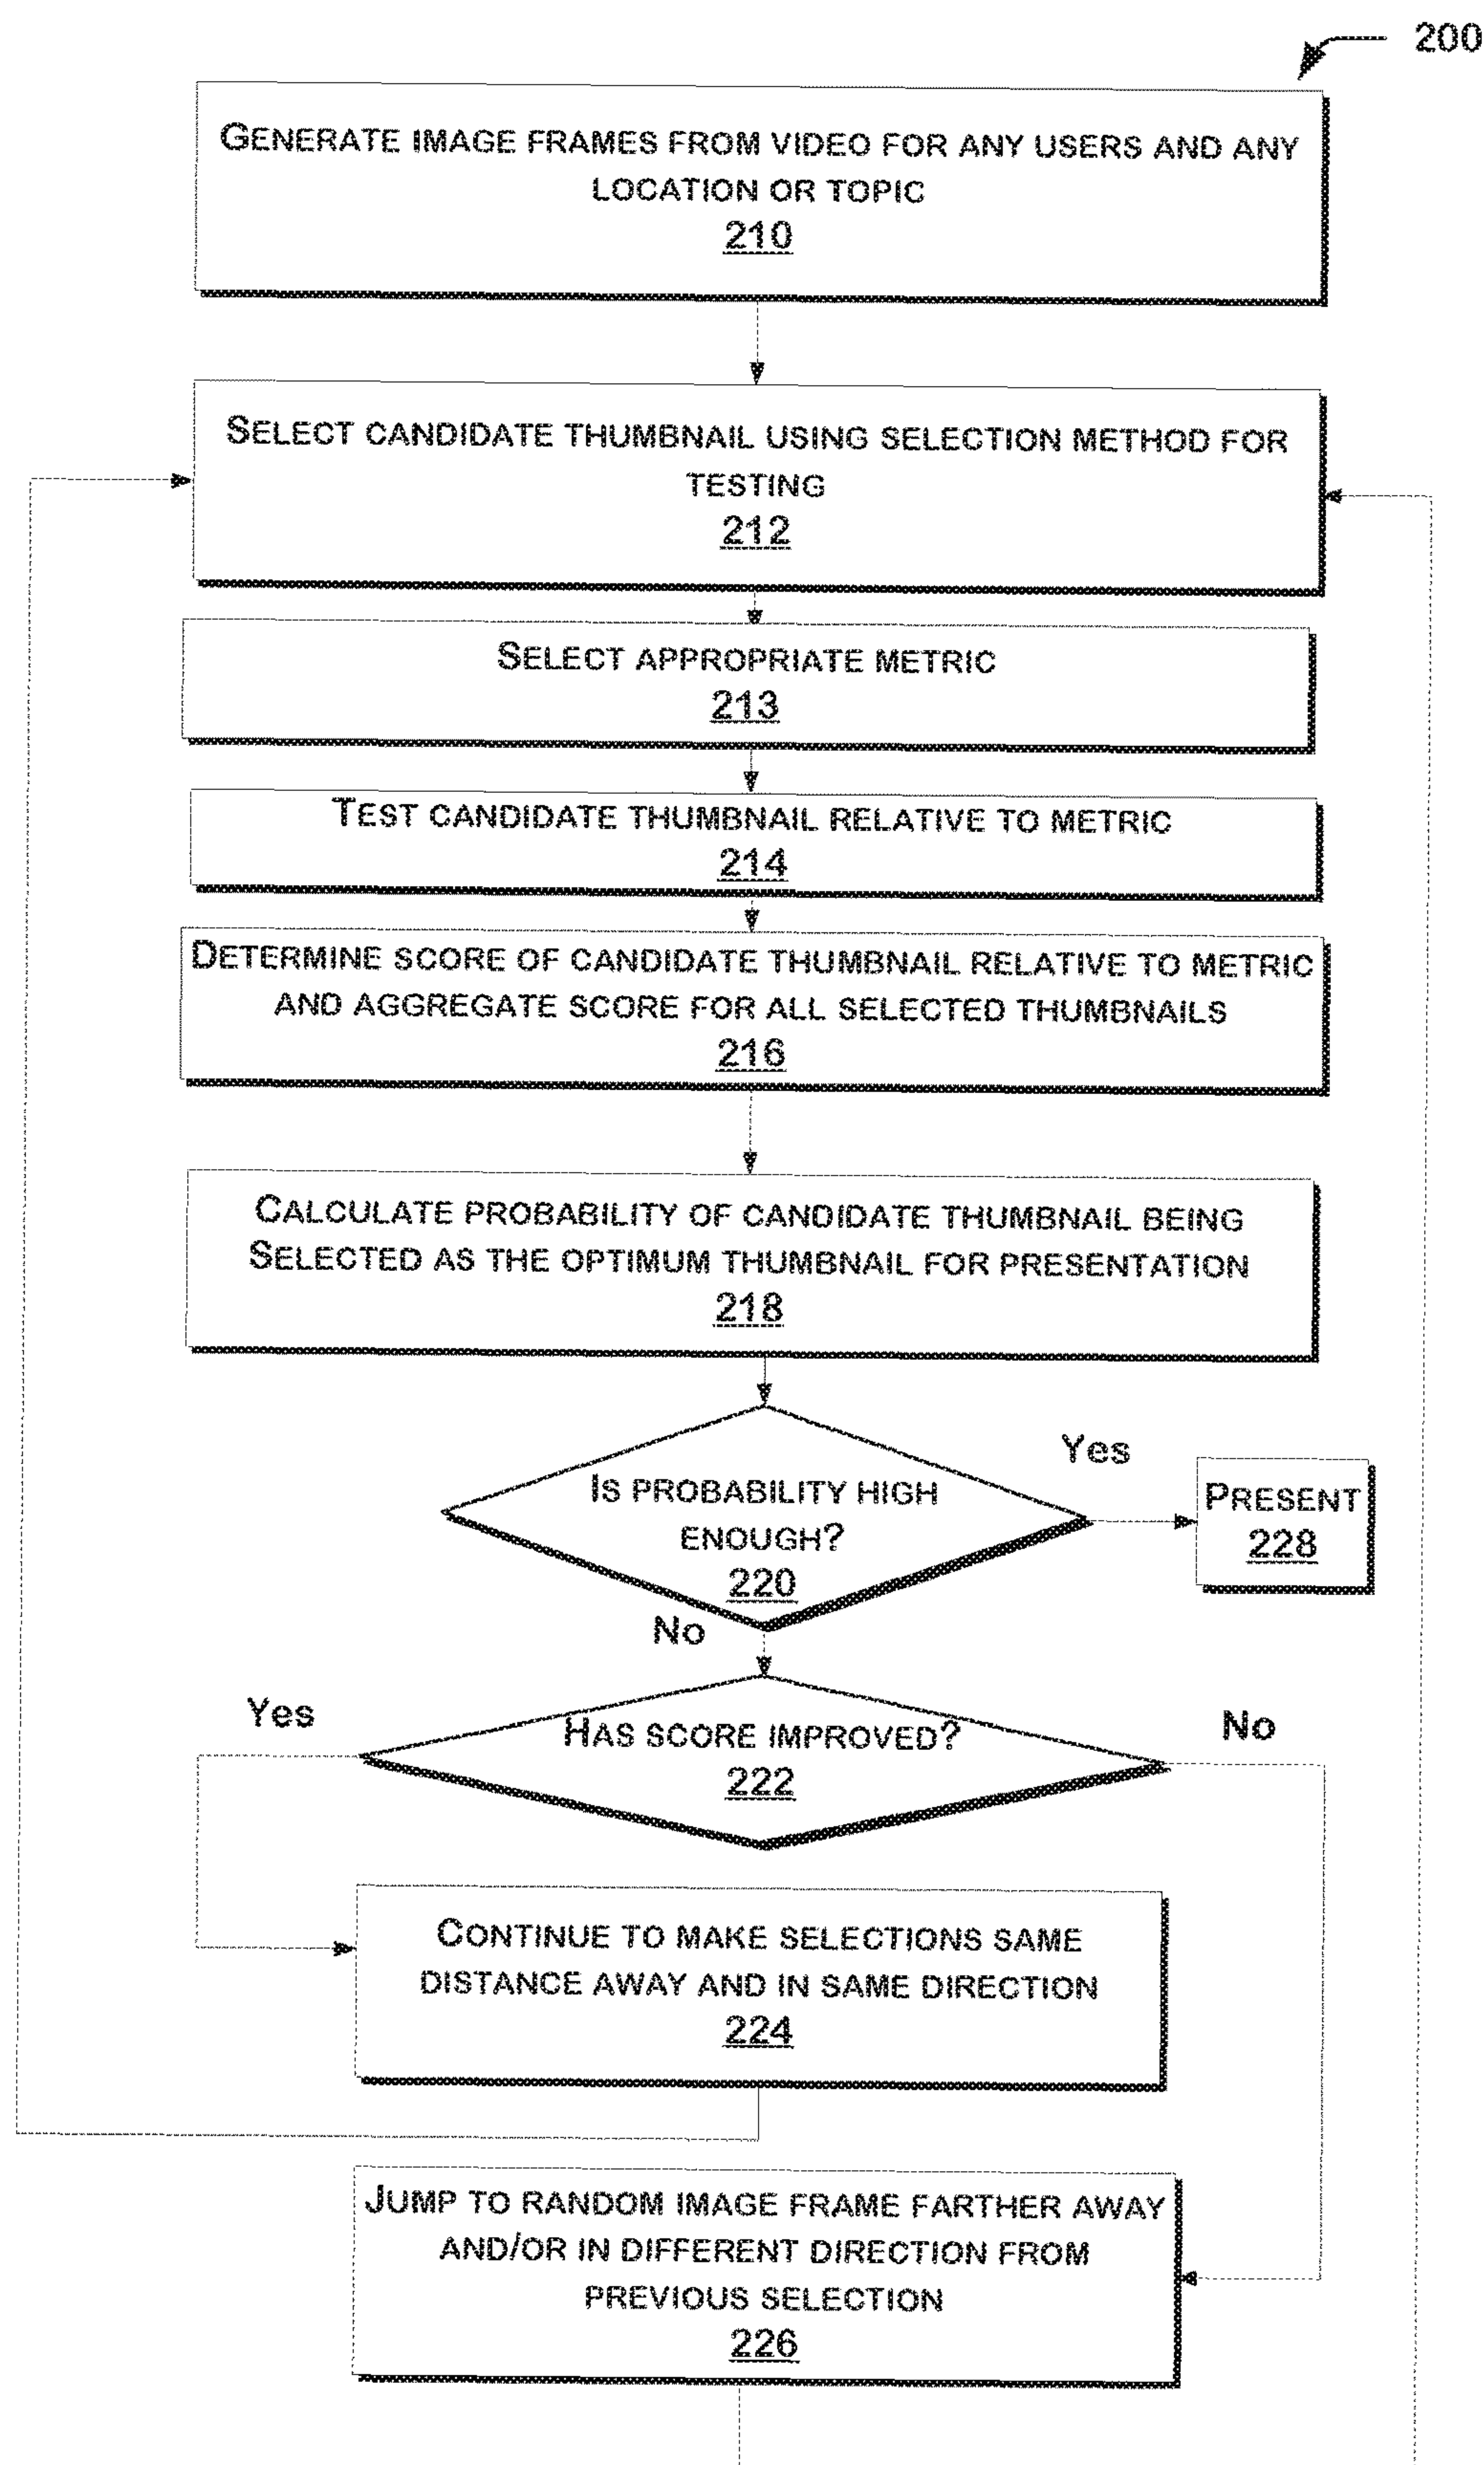 200
GENERATE IMAGE FRAMES FROM VIDEO FOR ANY USERS AND ANY
LOCATION OR TOPIC
210
SELECT CANDIDATE THUMBNAIL USING SELECTION METHOD FOR
TESTING
212
SELECT APPROPRIATE METRIC
213
TEST CANDIDATE THUMBNAIL RELATIVE TO METRIC
214
DETERMINE SCORE OF CANDIDATE THUMBNAIL RELATIVE TO METRIC
AND AGGREGATE SCORE FOR ALL SELECTED THUMBNAILS
216
CALCULATE PROBABILITY OF CANDIDATE THUMBNAIL BEING
SELECTED AS THE OPTIMUM THUMBNAIL FOR PRESENTATION
218
IS PROBABILITY HIGH
ENOUGH?
220
Yes
PRESENT
228
No
HAS SCORE IMPROVED?
222
Yes
No
CONTINUE TO MAKE SELECTIONS SAME
DISTANCE AWAY AND IN SAME DIRECTION
224
JUMP TO RANDOM IMAGE FRAME FARTHER AWAY
AND/OR IN DIFFERENT DIRECTION FROM
PREVIOUS SELECTION
226